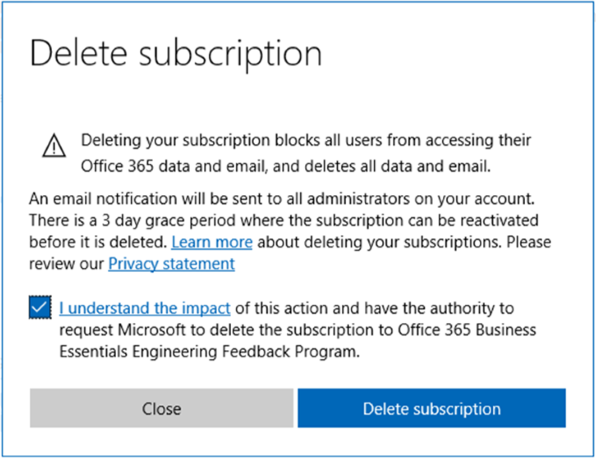 Delete subscription
Deleting your subscription blocks all users from accessing their
Office 365 data and email, and deletes all data and email.
An email notification will be sent to all administrators on your account.
There is a 3 day grace period where the subscription can be reactivated
before it is deleted. Learn more about deleting your subscriptions. Please
review our Privacy statement
I understand the impact of this action and have the authority to
request Microsoft to delete the subscription to Office 365 Business
Essentials Engineering Feedback Program.
Close
Delete subscription